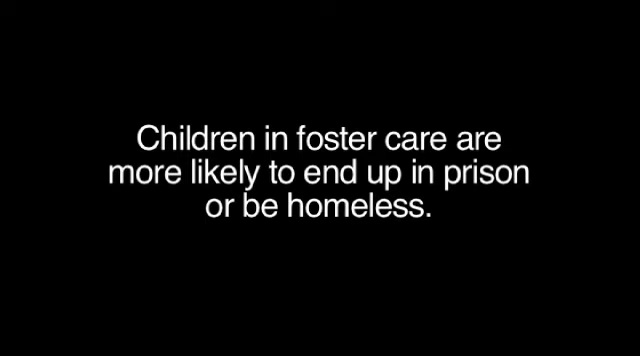 Children in foster care are
more likely to end up in prison
or be homeless.